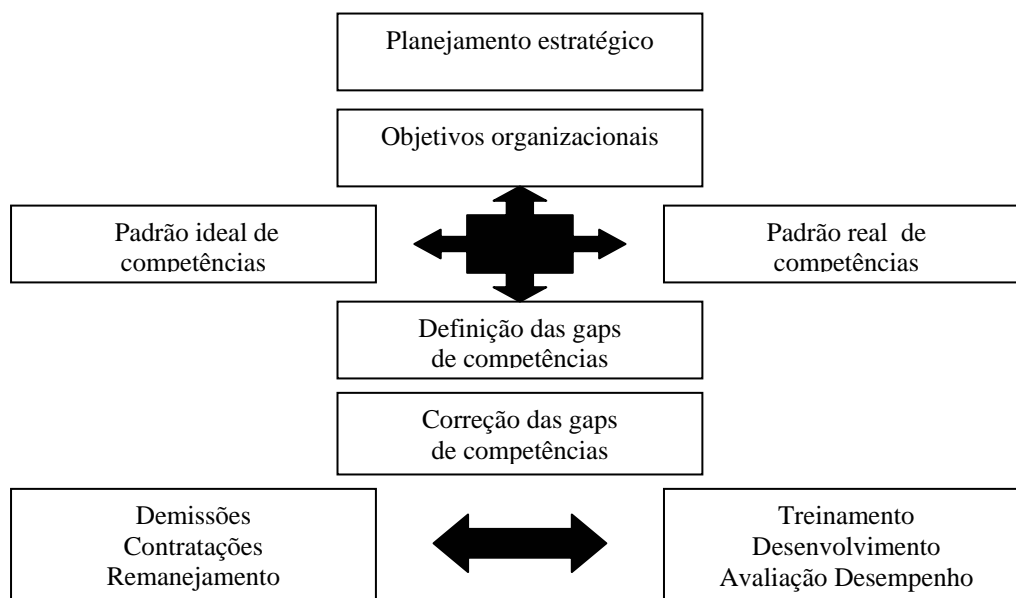 Planejamento estratégico
Objetivos organizacionais
Padrão ideal de
competências
Padrão real de
competências
Definição das gaps
de competências
Correção das gaps
de competências
Demissões
Contratações
Remanejamento
Treinamento
Desenvolvimento
Avaliação Desempenho